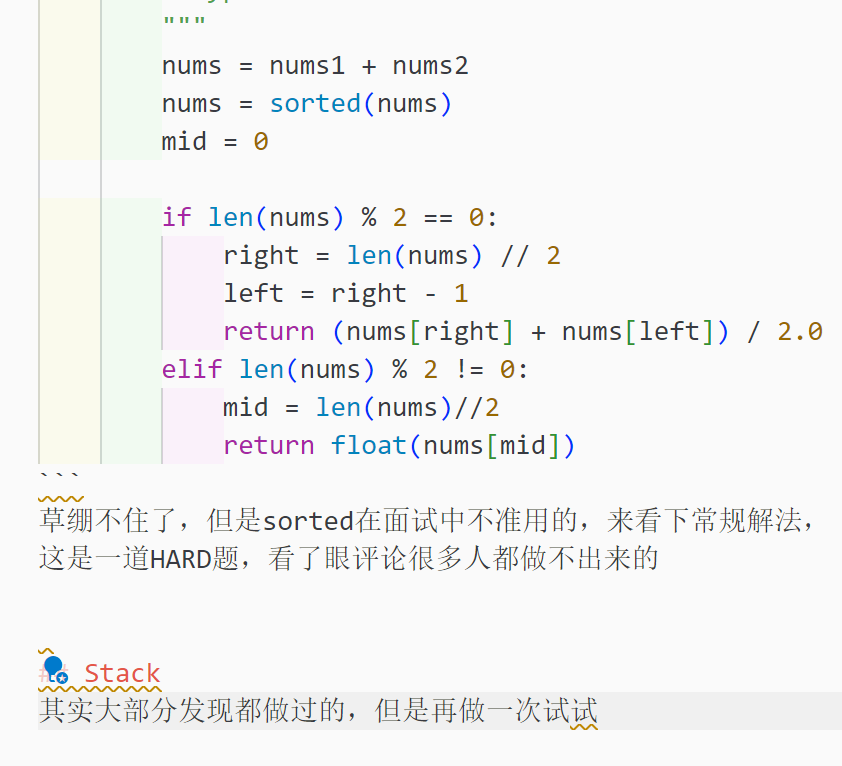 """
nums = nums1 + nums2
nums = sorted(nums)
mid = 0
if len(nums) % 2 == 0:
right = len(nums) // 2
left = right - 1
return (nums[right] + nums[left]) / 2.0
elif len(nums) % 2 != 0:
mid = len(nums)//2
return float(nums[mid])
```
草绷不住了，但是sorted在面试中不准用的，来看下常规解法，
这是一道HARD题，看了眼评论很多人都做不出来的
## Stack
其实大部分发现都做过的，但是再做一次试试